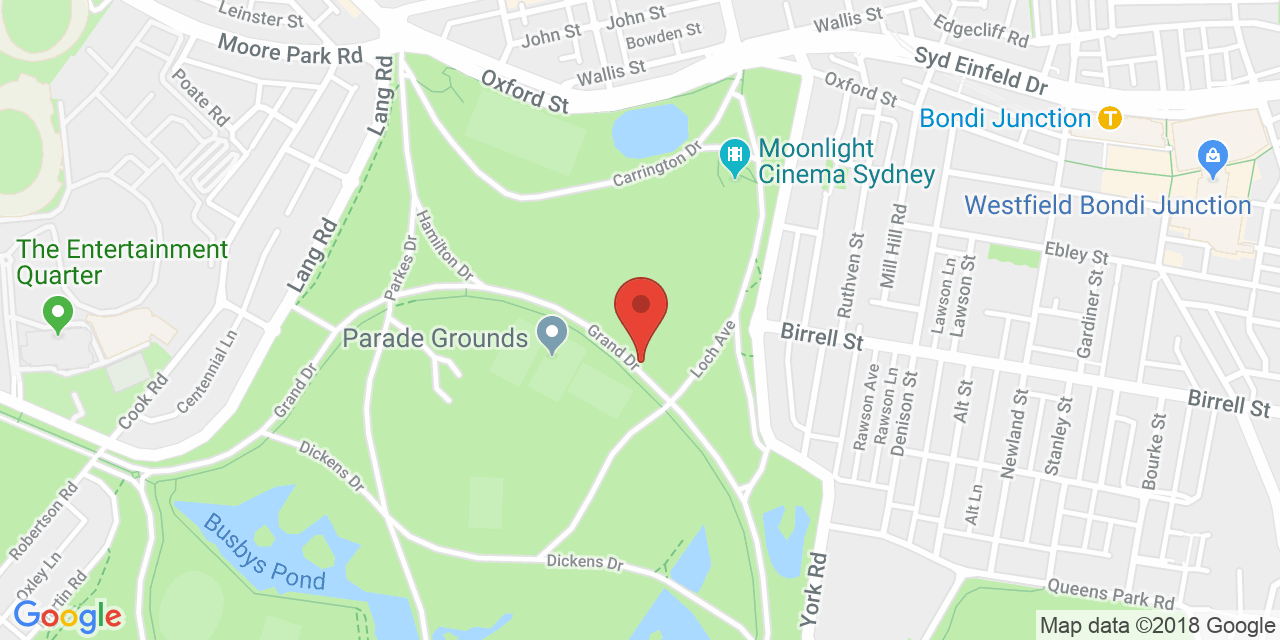 Leinster St
John St
John St
Wallis St
Edgecliff Rd
Moore Park Rd
Bowden St
Syd Einfeld Dr
Poate Rd
Lang Rd
Oxford St
Wallis St
Oxford St
Bondi Junction
T
Carrington Dr
Moonlight
Cinema Sydney
Westfield Bondi Junction
Hamilton Dr
Mill Hill Rd
The Entertainment
Quarter
Lang Rd
Parkes Dr
Ruthven St
Lawson Ln
Lawson St
Ebley St
Gardiner St
Parade Grounds
Grand Dr
Loch Ave
Birrell St
Centennial Ln
Cook Rd
Grand Dr
Rawson Ave
Rawson Ln
Denison St
Alt St
Newland St
Stanley St
Birrell St
Bourke St
Dickens Dr
Robertson Rd
Busbys Pond
Alt Ln
Oxley Ln
rtin Rd
Dickens Dr
York Rd
Queens Park Rd
Google
Map data ©2018 Google